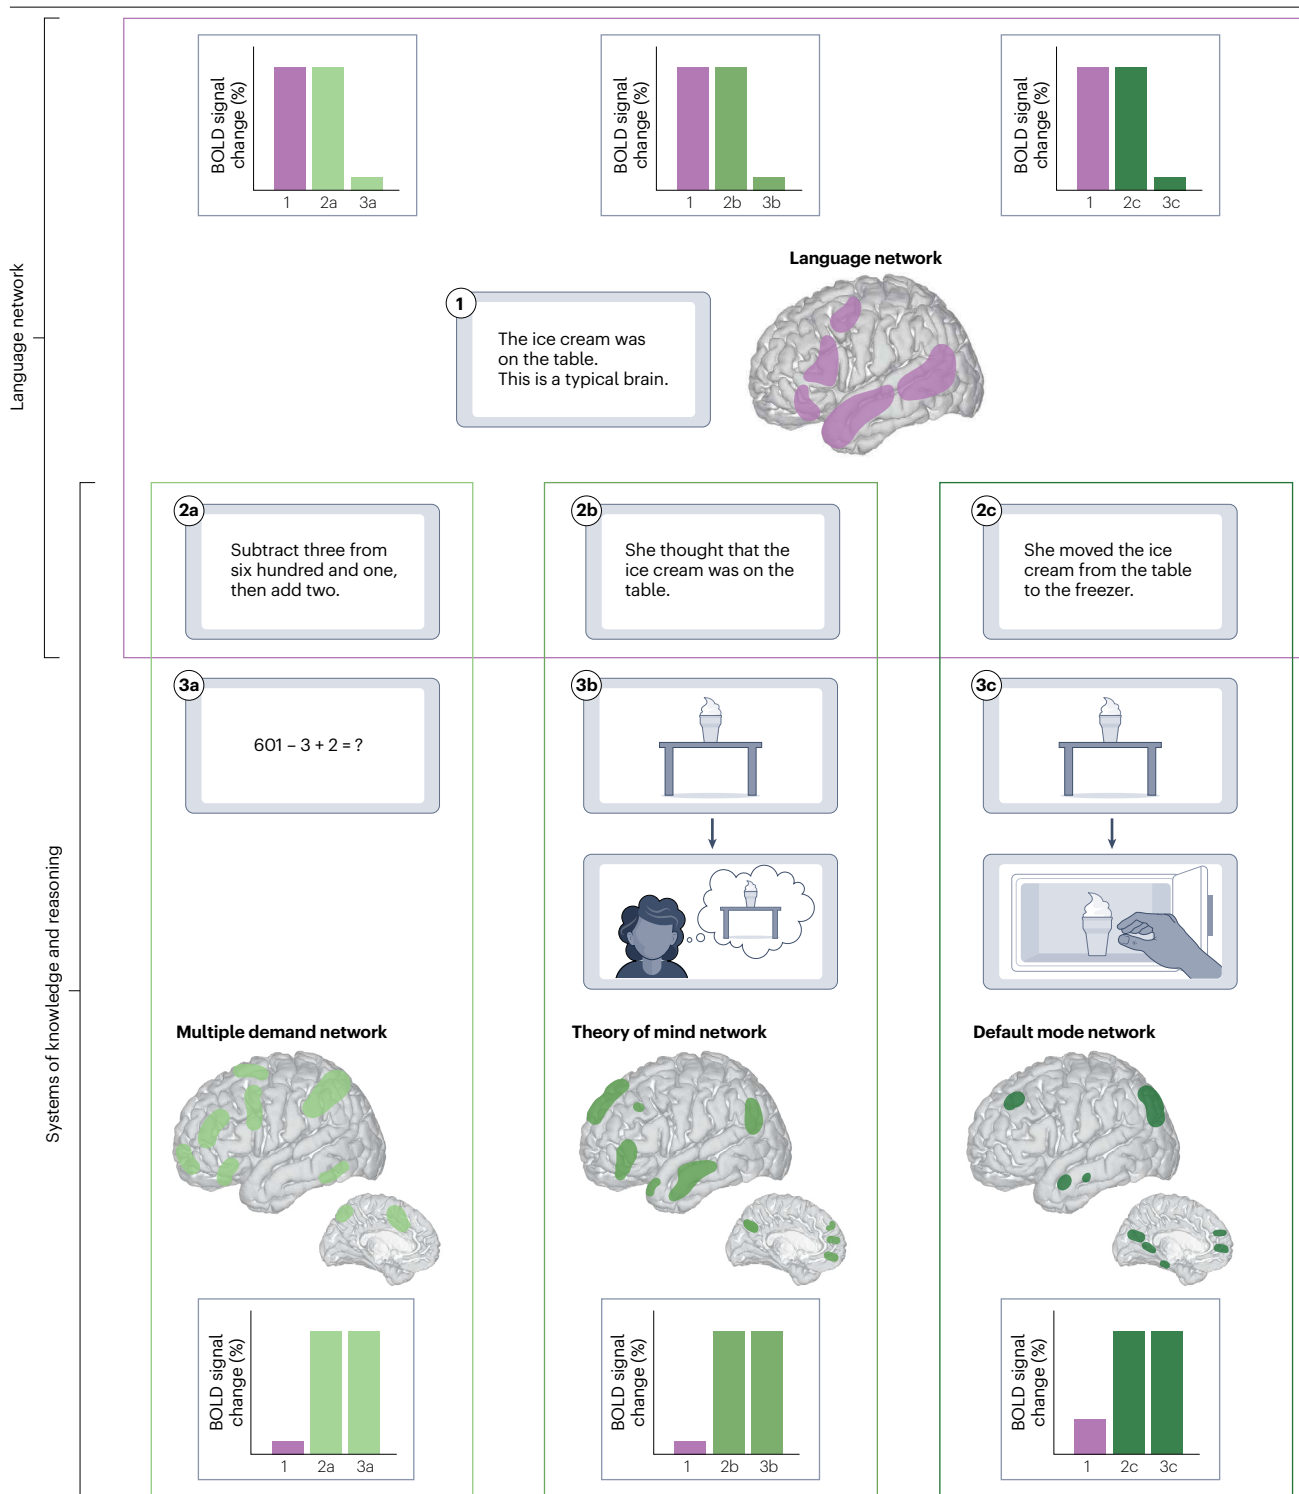 Language network
BOLD signal
change (%)
1 2a 3a
BOLD signal
change (%)
1 2b 3b
BOLD signal
change (%)
1 2c 3c
Language network
1
The ice cream was
on the table.
This is a typical brain.
Systems of knowledge and reasoning
2a
Subtract three from
six hundred and one,
then add two.
2b
She thought that the
ice cream was on the
table.
2c
She moved the ice
cream from the table
to the freezer.
3a
601 – 3 + 2 = ?
3b
3c
Multiple demand network
Theory of mind network
Default mode network
BOLD signal
change (%)
1 2a 3a
BOLD signal
change (%)
1 2b 3b
BOLD signal
change (%)
1 2c 3c